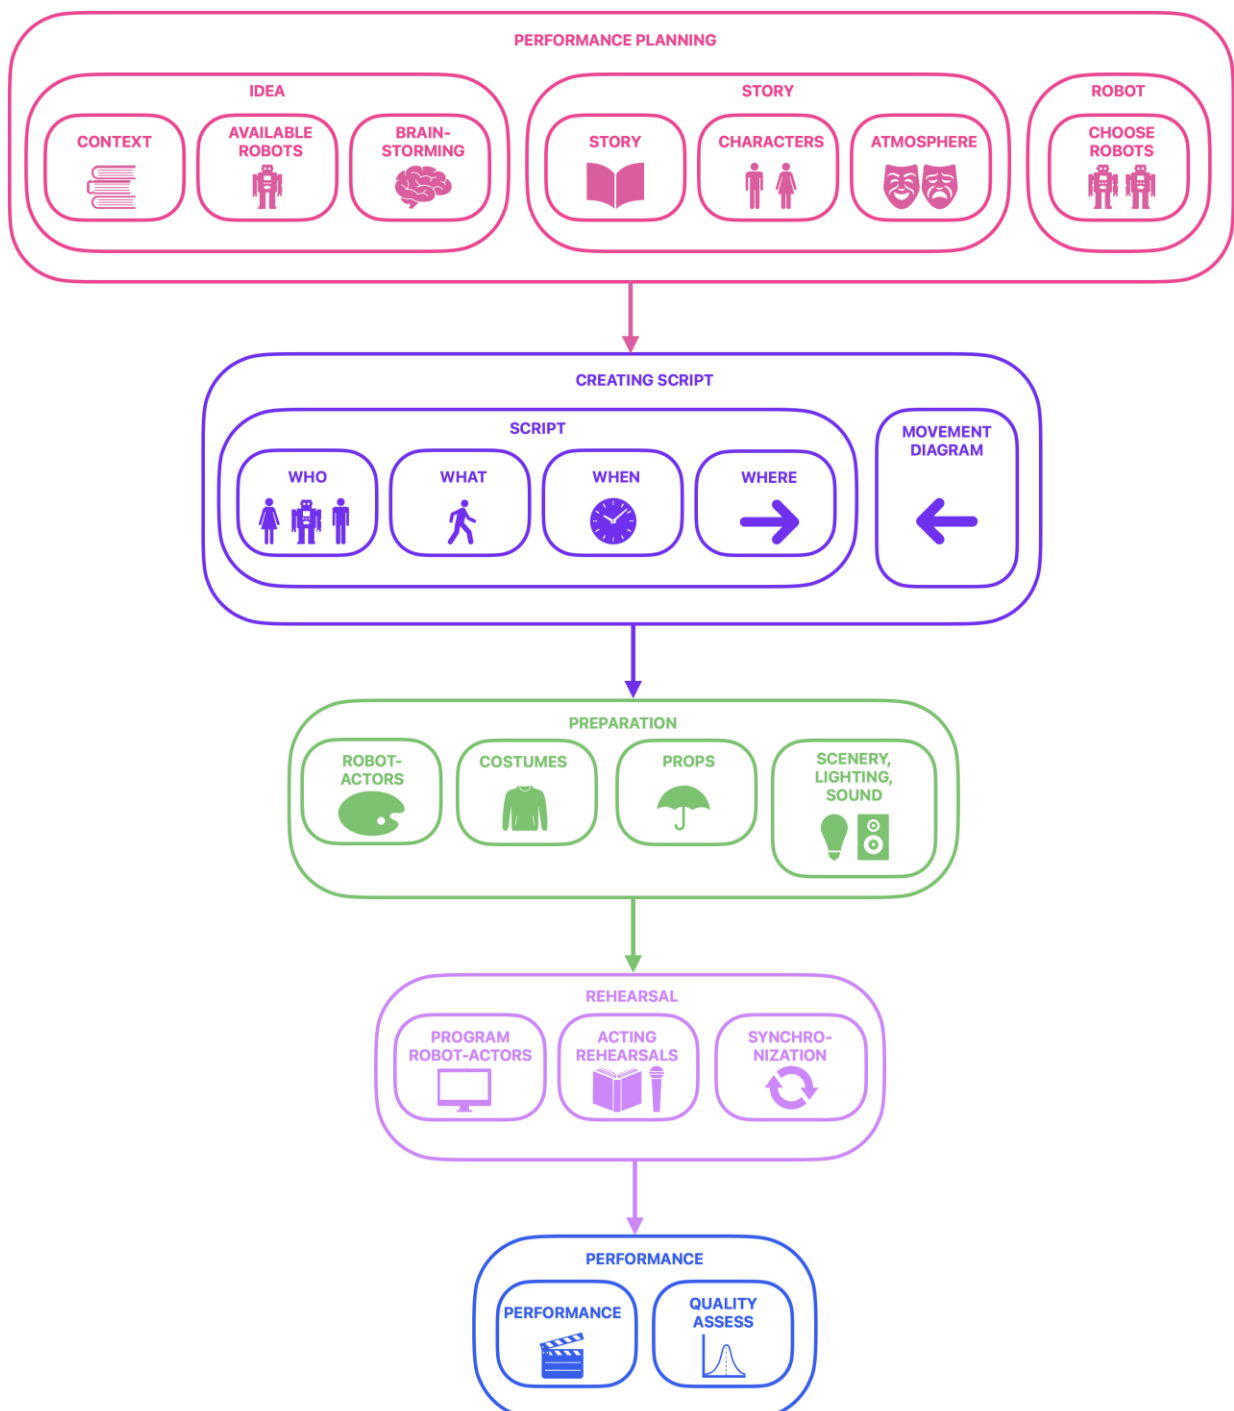 PERFORMANCE PLANNING
IDEA
CONTEXT
AVAILABLE
ROBOTS
BRAIN-
STORMING
STORY
STORY
CHARACTERS
ATMOSPHERE
ROBOT
CHOOSE
ROBOTS
CREATING SCRIPT
SCRIPT
WHO
WHAT
WHEN
WHERE
MOVEMENT
DIAGRAM
PREPARATION
ROBOT-
ACTORS
COSTUMES
PROPS
SCENERY,
LIGHTING,
SOUND
REHEARSAL
PROGRAM
ROBOT-ACTORS
ACTING
REHEARSALS
SYNCHRO-
NIZATION
PERFORMANCE
PERFORMANCE
QUALITY
ASSESS